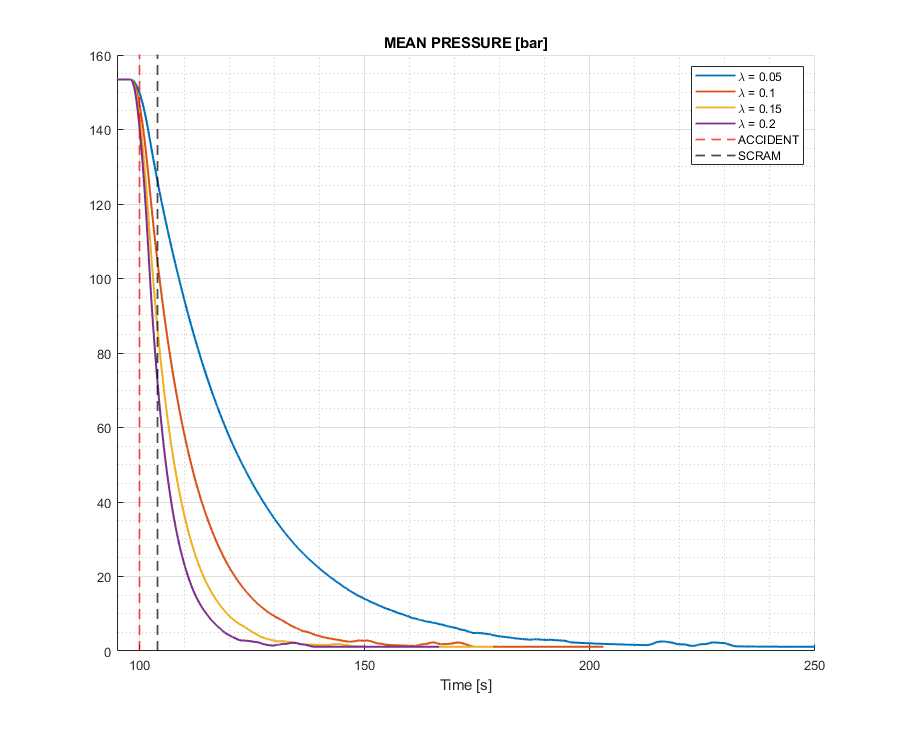 MEAN PRESSURE [bar]
160
140
120
100
80
60
40
20
0
λ = 0.05
λ = 0.1
λ = 0.15
λ = 0.2
ACCIDENT
SCRAM
100 150 200 250
Time [s]